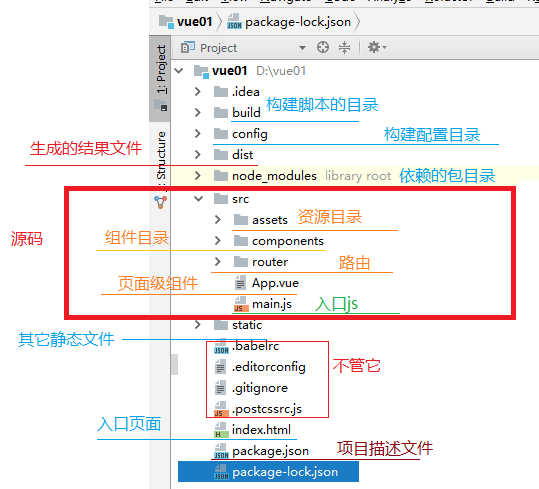 vue01 package-lock.json
1: Project
Project
vue01 D:\vue01
.idea
build 构建脚本的目录
config 构建配置目录
生成的结果文件 dist
Structure
node_modules library root 依赖的包目录
src
源码
assets 资源目录
组件目录 components
router 路由
页面级组件 App.vue
main.js 入口js
static
其它静态文件
.babelrc
.editorconfig 不管它
.gitignore
.postcssrc.js
入口页面 index.html
package.json 项目描述文件
package-lock.json